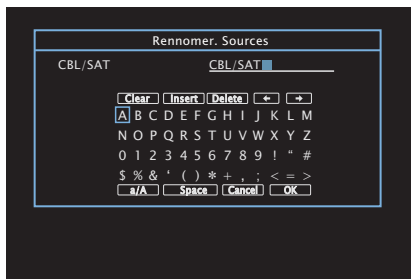 Rennomer. Sources
CBL/SAT CBL/SAT
Clear Insert Delete ← →
A B C D E F G H I J K L M
N O P Q R S T U V W X Y Z
0 1 2 3 4 5 6 7 8 9 ! “ #
$ % & ‘ ( ) * + , ; < = >
a/A Space Cancel OK